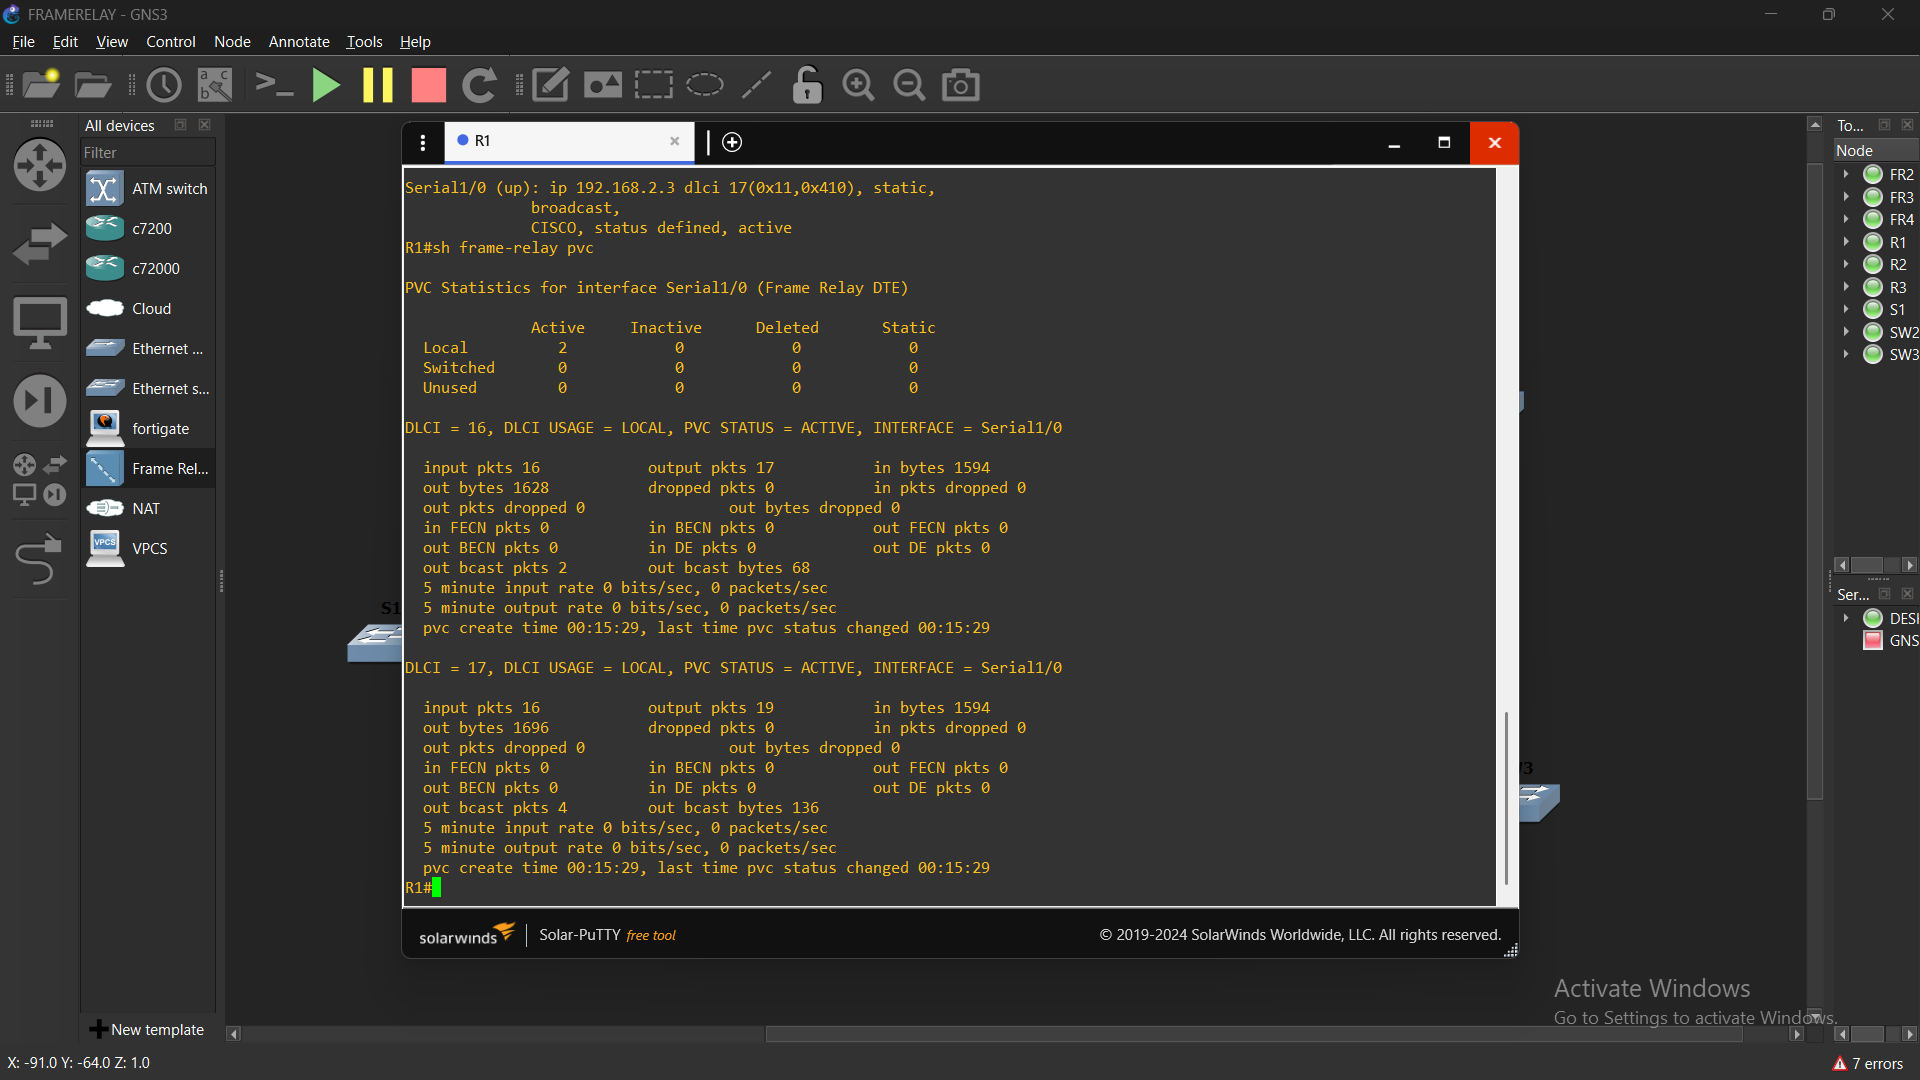 FRAMERELAY - GNS3
File Edit View Control Node Annotate Tools Help
All devices
Filter
ATM switch
c7200
c72000
Cloud
Ethernet ...
Ethernet s...
fortigate
Frame Rel...
NAT
VPCS
VPCS
New template
S1
R1
Serial1/0 (up): ip 192.168.2.3 dlci 17(0x11,0x410), static,
broadcast,
CISCO, status defined, active
R1#sh frame-relay pvc
PVC Statistics for interface Serial1/0 (Frame Relay DTE)
Active Inactive Deleted Static
Local 2 0 0 0
Switched 0 0 0 0
Unused 0 0 0 0
DLCI = 16, DLCI USAGE = LOCAL, PVC STATUS = ACTIVE, INTERFACE = Serial1/0
input pkts 16 output pkts 17 in bytes 1594
out bytes 1628 dropped pkts 0 in pkts dropped 0
out pkts dropped 0 out bytes dropped 0
in FECN pkts 0 in BECN pkts 0 out FECN pkts 0
out BECN pkts 0 in DE pkts 0 out DE pkts 0
out bcast pkts 2 out bcast bytes 68
5 minute input rate 0 bits/sec, 0 packets/sec
5 minute output rate 0 bits/sec, 0 packets/sec
pvc create time 00:15:29, last time pvc status changed 00:15:29
DLCI = 17, DLCI USAGE = LOCAL, PVC STATUS = ACTIVE, INTERFACE = Serial1/0
input pkts 16 output pkts 19 in bytes 1594
out bytes 1696 dropped pkts 0 in pkts dropped 0
out pkts dropped 0 out bytes dropped 0
in FECN pkts 0 in BECN pkts 0 out FECN pkts 0
out BECN pkts 0 in DE pkts 0 out DE pkts 0
out bcast pkts 4 out bcast bytes 136
5 minute input rate 0 bits/sec, 0 packets/sec
5 minute output rate 0 bits/sec, 0 packets/sec
pvc create time 00:15:29, last time pvc status changed 00:15:29
R1#
solarwinds Solar-PuTTY free tool
© 2019-2024 SolarWinds Worldwide, LLC. All rights reserved.
To...
Node
FR2
FR3
FR4
R1
R2
R3
S1
SW2
SW3
Ser...
DESI
GNS
3
Activate Windows
Go to Settings to activate Windows.
X: -91.0 Y: -64.0 Z: 1.0
7 errors